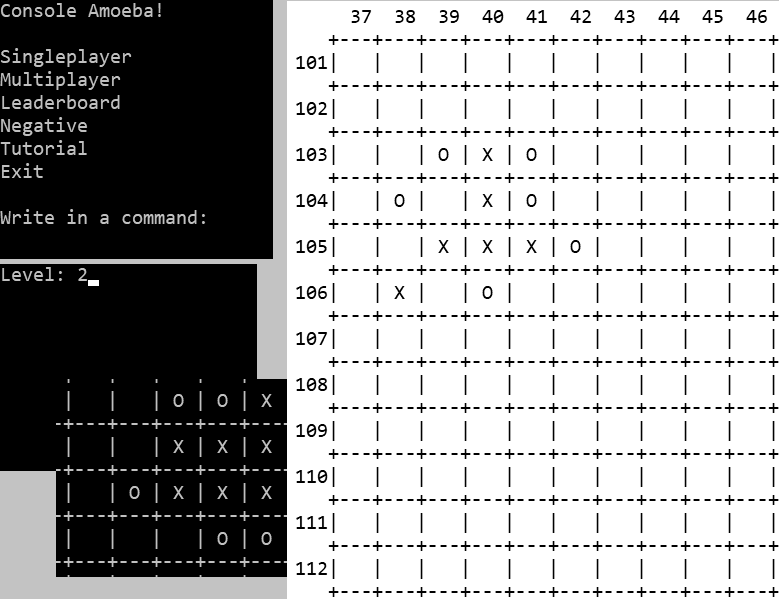 Console Amoeba!
Singleplayer
Multiplayer
Leaderboard
Negative
Tutorial
Exit
Write in a command:
Level: 2
O O X
X X X
O X X X
O O
37 38 39 40 41 42 43 44 45 46
101
102
103 O X O
104 O X O
105 X X X O
106 X O
107
108
109
110
111
112